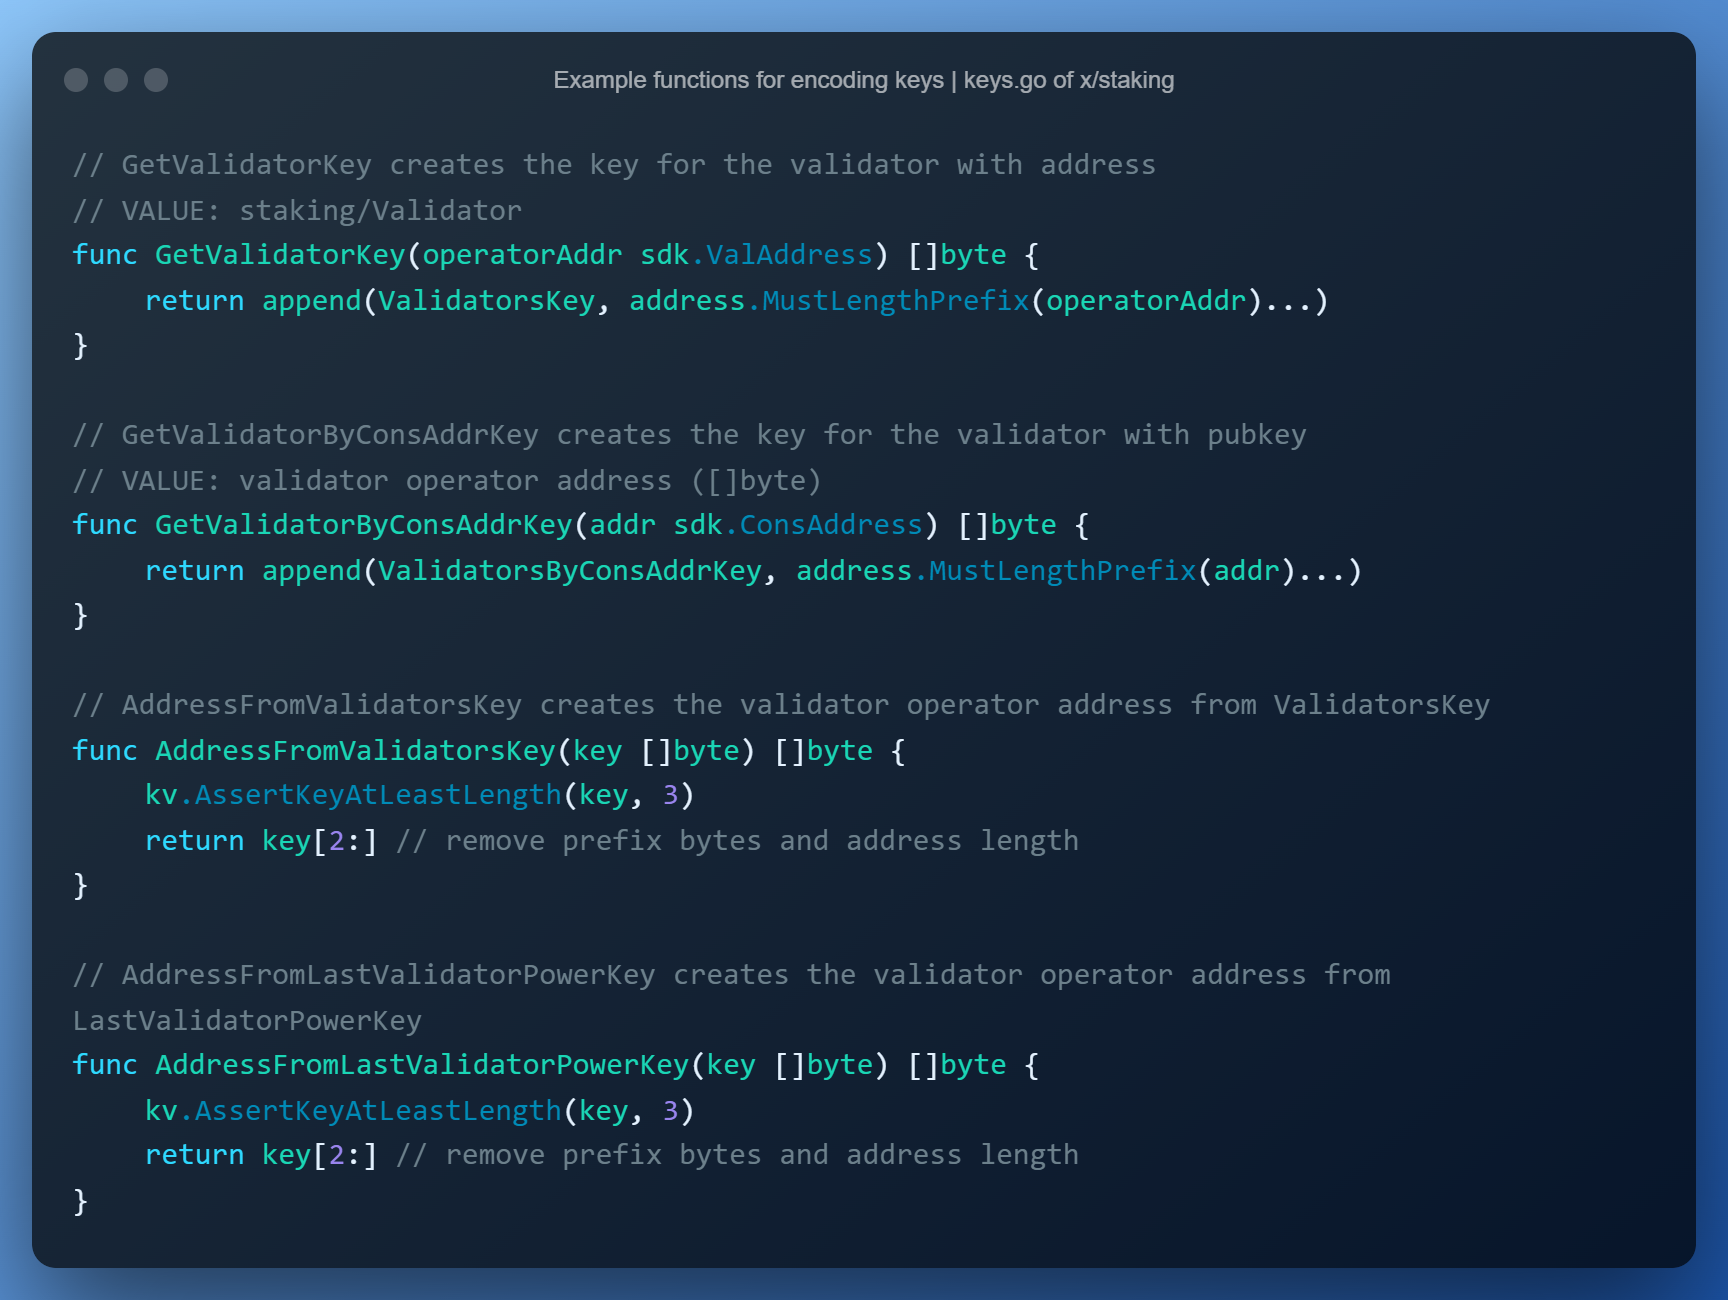 Example functions for encoding keys | keys.go of x/staking
// GetValidatorKey creates the key for the validator with address
// VALUE: staking/Validator
func GetValidatorKey(operatorAddr sdk.ValAddress) []byte {
    return append(ValidatorsKey, address.MustLengthPrefix(operatorAddr)...)
}
// GetValidatorByConsAddrKey creates the key for the validator with pubkey
// VALUE: validator operator address ([]byte)
func GetValidatorByConsAddrKey(addr sdk.ConsAddress) []byte {
    return append(ValidatorsByConsAddrKey, address.MustLengthPrefix(addr)...)
}
// AddressFromValidatorsKey creates the validator operator address from ValidatorsKey
func AddressFromValidatorsKey(key []byte) []byte {
    kv.AssertKeyAtLeastLength(key, 3)
    return key[2:] // remove prefix bytes and address length
}
// AddressFromLastValidatorPowerKey creates the validator operator address from
LastValidatorPowerKey
func AddressFromLastValidatorPowerKey(key []byte) []byte {
    kv.AssertKeyAtLeastLength(key, 3)
    return key[2:] // remove prefix bytes and address length
}